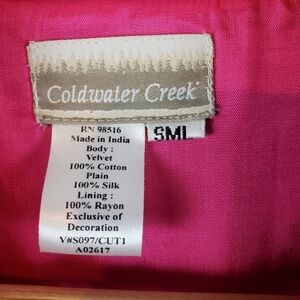 Coldwater Creek
SML
RN 98516
Made in India
Body :
Velvet
100% Cotton
Plain
100% Silk
Lining :
100% Rayon
Exclusive of
Decoration
V#S097/CUT1
A02617